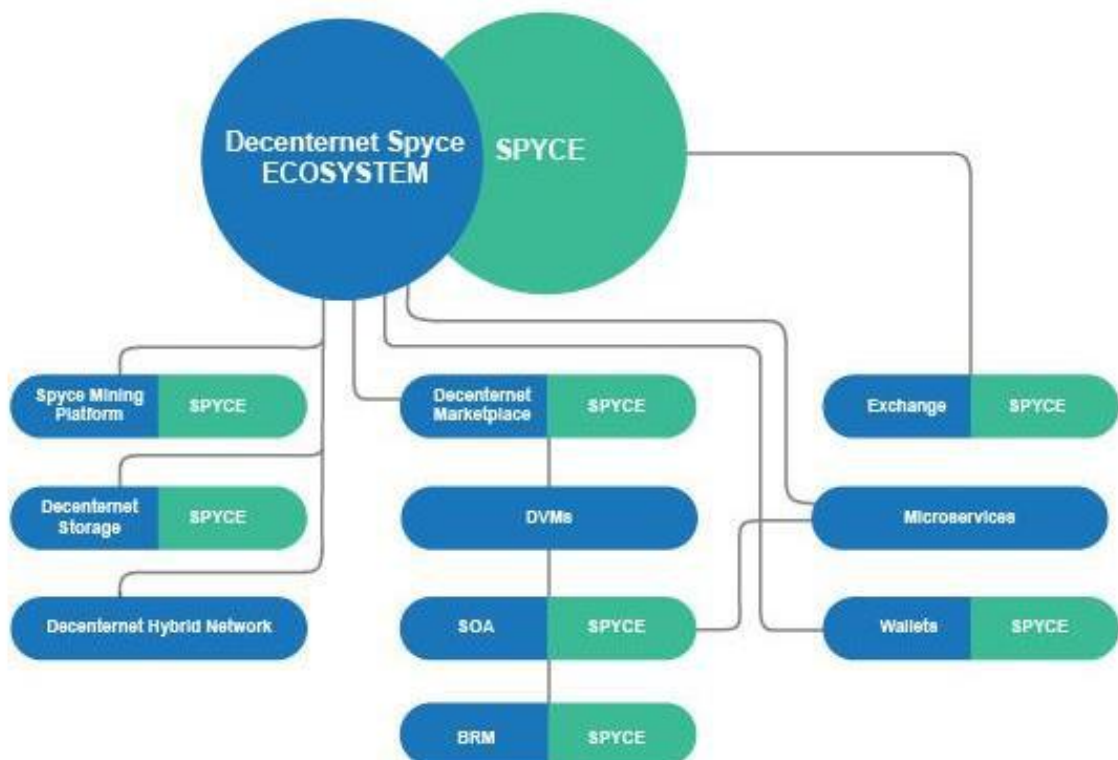 Decenternet Spyce
ECOSYSTEM
SPYCE
Spyce Mining
Platform
SPYCE
Decenternet
Marketplace
SPYCE
Exchange
SPYCE
Decenternet
Storage
SPYCE
DVMs
Microservices
Decenternet Hybrid Network
SOA
SPYCE
Wallets
SPYCE
BRM
SPYCE